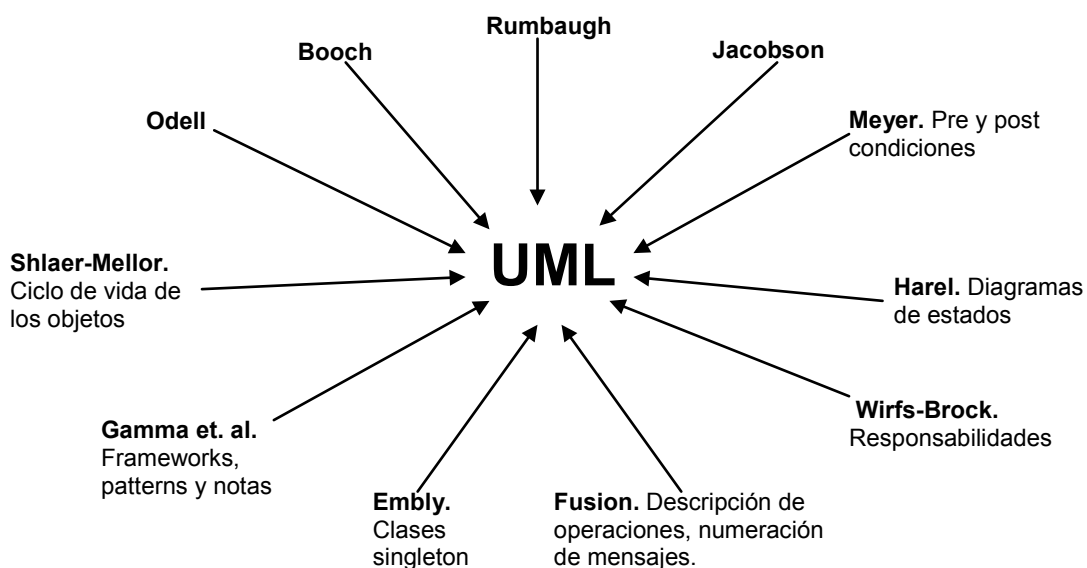 Rumbaugh
Booch
Jacobson
Odell
Meyer. Pre y post
condiciones
UML
Shlaer-Mellor.
Ciclo de vida de
los objetos
Harel. Diagramas
de estados
Wirfs-Brock.
Responsabilidades
Gamma et. al.
Frameworks,
patterns y notas
Embly.
Clases
singleton
Fusion. Descripción de
operaciones, numeración
de mensajes.